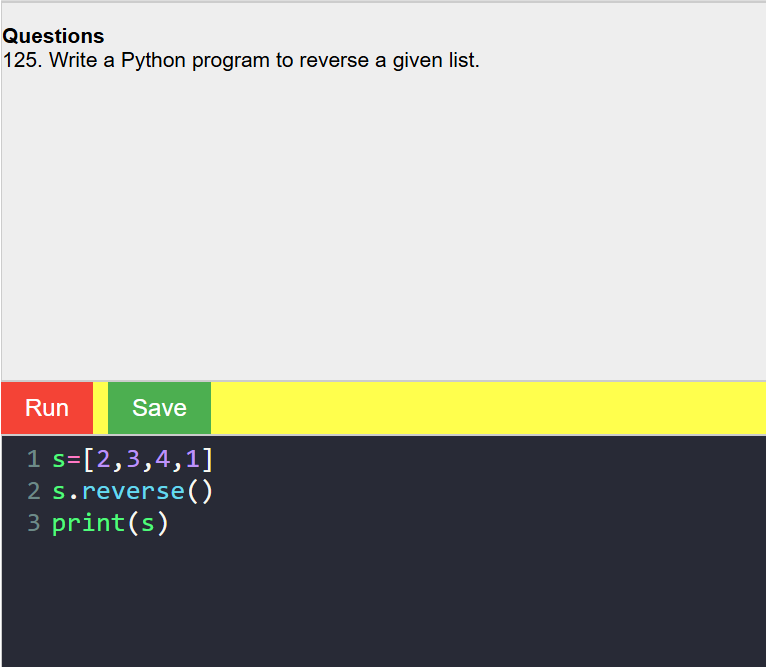 Questions
125. Write a Python program to reverse a given list.
Run Save
1 s=[2,3,4,1]
2 s.reverse()
3 print(s)